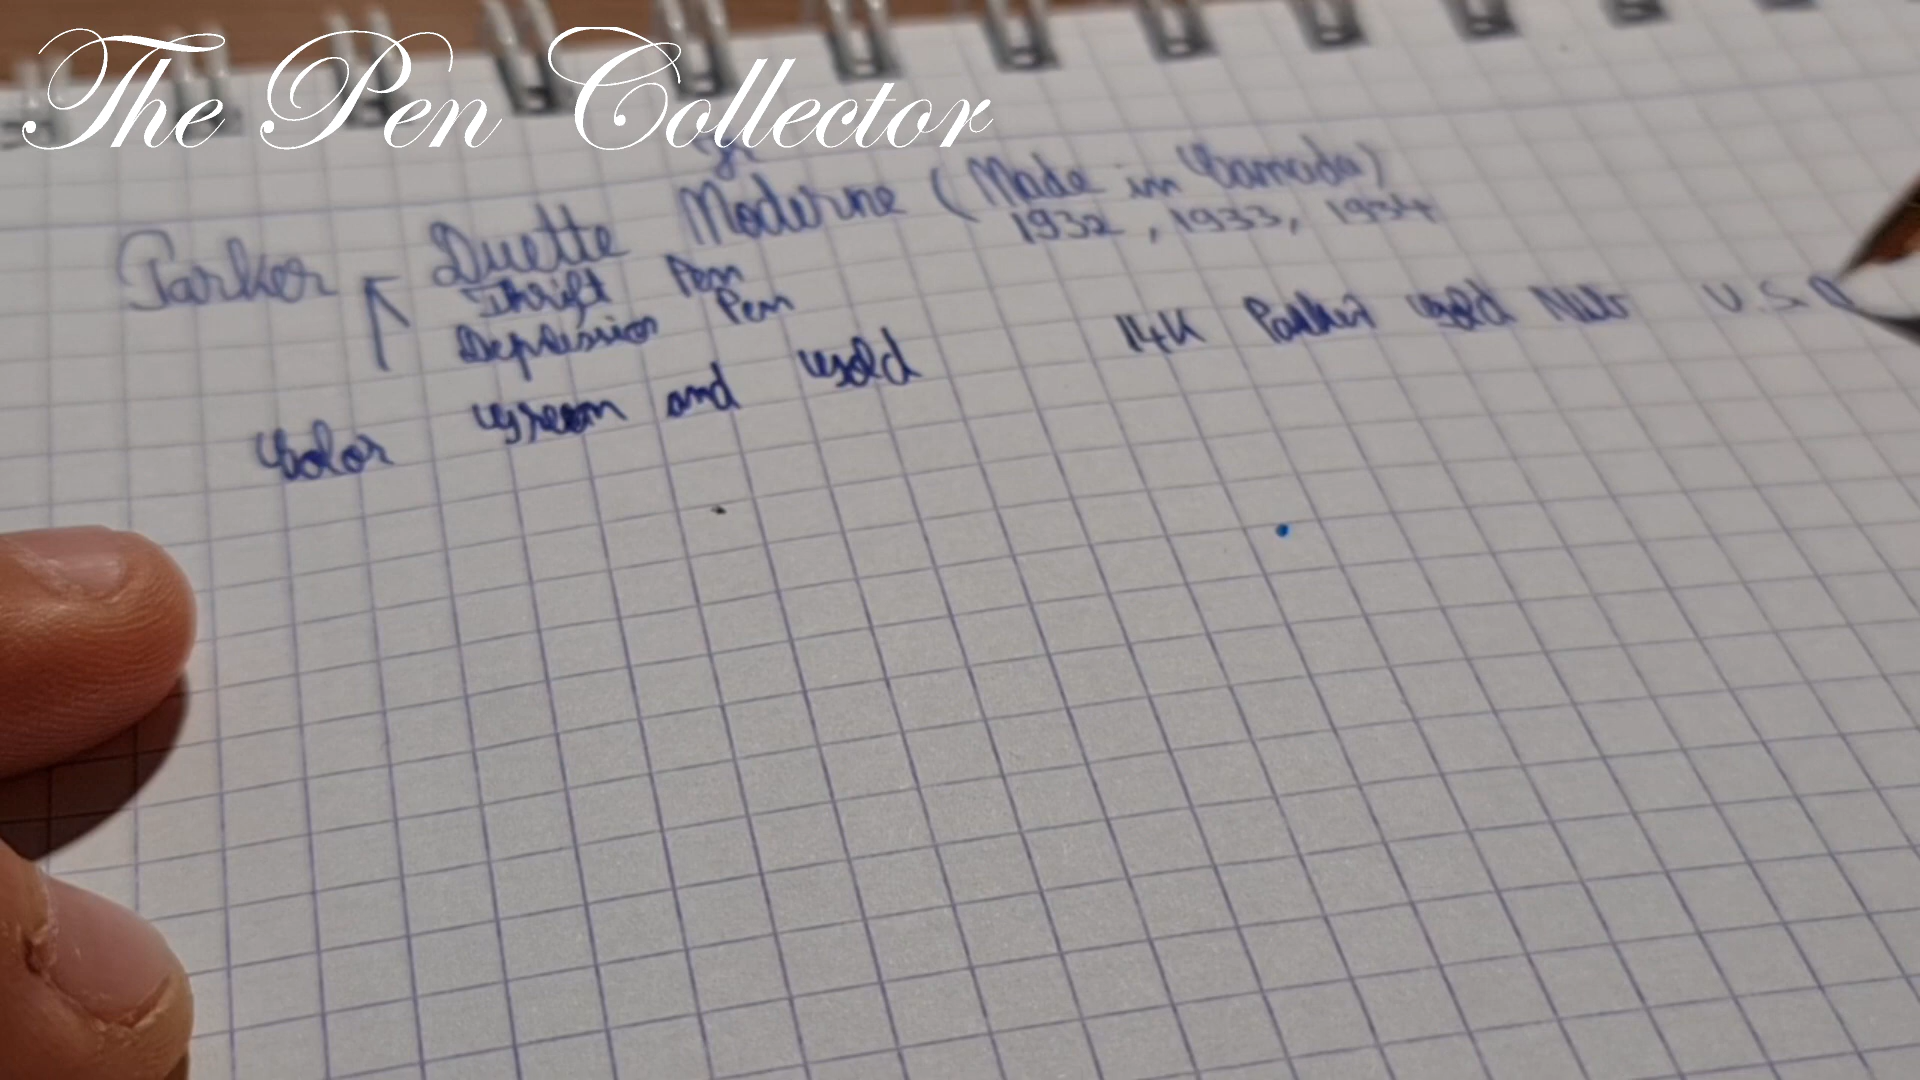 The Pen Collector
Jr
Parker Duette Moderne (Made in Canada)
1932, 1933, 1934
Thrift Pen
Depression Pen
14K Parker Gold Nib U.S.A
Color Green and Gold